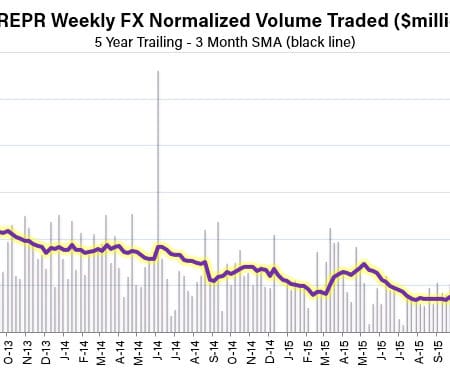 REPR Weekly FX Normalized Volume Traded ($milli
5 Year Trailing - 3 Month SMA (black line)
O-13 N-13 D-13 J-14 F-14 M-14 A-14 M-14 J-14 J-14 A-14 S-14 O-14 N-14 D-14 J-15 F-15 M-15 A-15 M-15 J-15 J-15 A-15 S-15